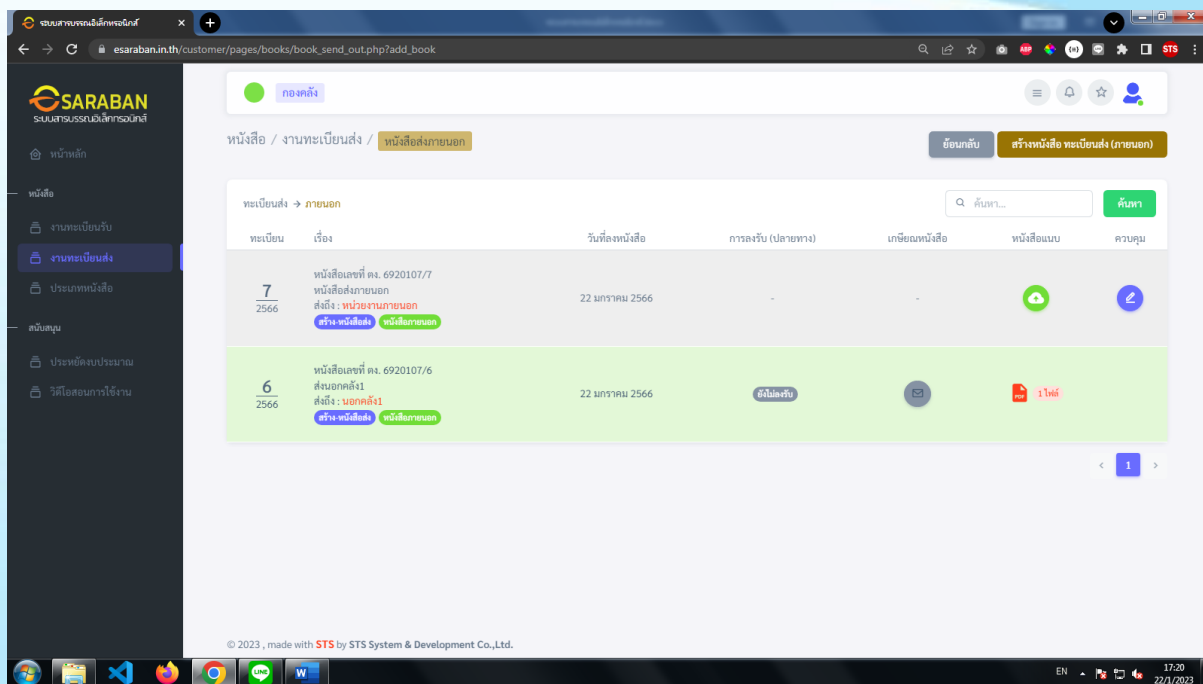 ระบบสารบรรณอิเล็กทรอนิกส์
esaraban.in.th/customer/pages/books/book_send_out.php?add_book
ABP
STS
SARABAN
ระบบสารบรรณอิเล็กทรอนิกส์
กองคลัง
หน้าหลัก
หนังสือ
งานทะเบียนรับ
งานทะเบียนส่ง
ประเภทหนังสือ
สนับสนุน
ประหยัดงบประมาณ
วิดีโอสอนการใช้งาน
หนังสือ / งานทะเบียนส่ง / หนังสือส่งภายนอก
ย้อนกลับ
สร้างหนังสือ ทะเบียนส่ง (ภายนอก)
ทะเบียนส่ง → ภายนอก
ค้นหา...
ค้นหา
ทะเบียน เรื่อง วันที่ลงหนังสือ การลงรับ (ปลายทาง) เกษียณหนังสือ หนังสือแนบ ควบคุม
7
2566
หนังสือเลขที่ ตง. 6920107/7
หนังสือส่งภายนอก
ส่งถึง : หน่วยงานภายนอก
สร้าง-หนังสือส่ง หนังสือภายนอก
22 มกราคม 2566
-
-
6
2566
หนังสือเลขที่ ตง. 6920107/6
ส่งนอกคลัง1
ส่งถึง : นอกคลัง1
สร้าง-หนังสือส่ง หนังสือภายนอก
22 มกราคม 2566
ยังไม่ลงรับ
PDF
1 ไฟล์
1
© 2023 , made with STS by STS System & Development Co.,Ltd.
LINE
W
EN
17:20
22/1/2023